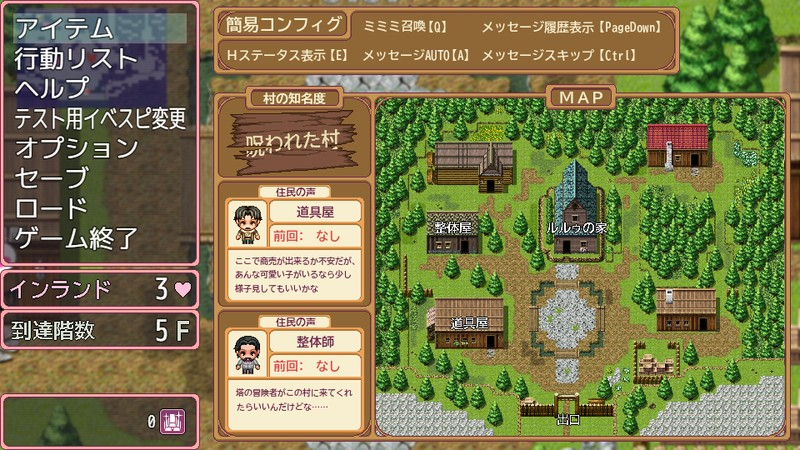 アイテム
行動リスト
ヘルプ
テスト用イベスピ変更
オプション
セーブ
ロード
ゲーム終了
インランド 3♥
到達階数 5F
0
簡易コンフィグ ミミミ召喚【Q】 メッセージ履歴表示【PageDown】
Hステータス表示【E】 メッセージAUTO【A】 メッセージスキップ【Ctrl】
村の知名度
呪われた村
住民の声
道具屋
前回: なし
ここで商売が出来るか不安だが、
あんな可愛い子がいるなら少し
様子見してもいいかな
住民の声
整体師
前回: なし
塔の冒険者がこの村に来てくれ
たらいいんだけどな……
MAP
整体屋
ルルゥの家
道具屋
出口